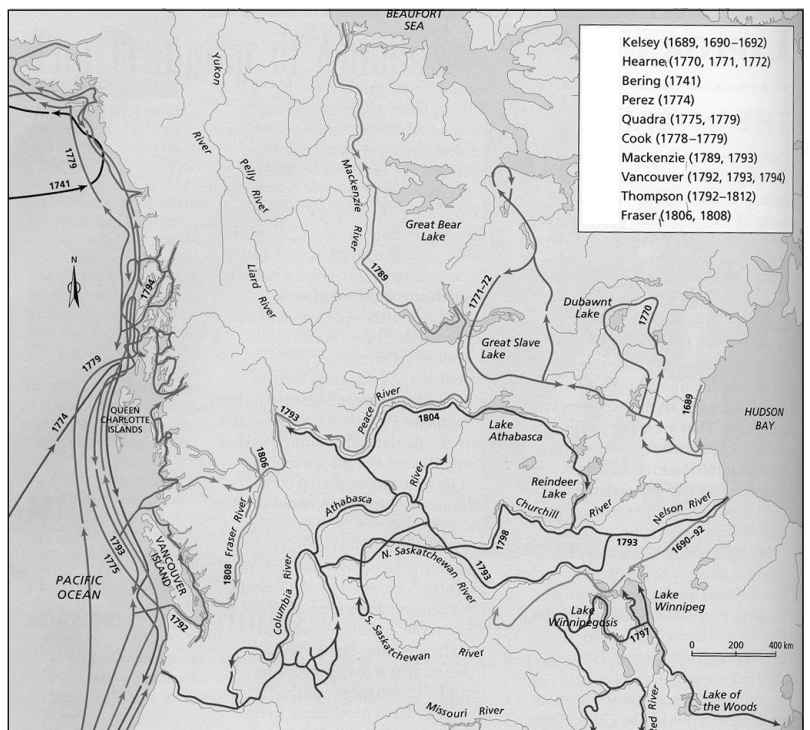 BEAUFORT
SEA
Kelsey (1689, 1690–1692)
Hearne (1770, 1771, 1772)
Bering (1741)
Perez (1774)
Quadra (1775, 1779)
Cook (1778–1779)
Mackenzie (1789, 1793)
Vancouver (1792, 1793, 1794)
Thompson (1792–1812)
Fraser (1806, 1808)
Yukon
River
Pelly River
Liard River
Mackenzie
River
1789
Great Bear
Lake
1771–72
Great Slave
Lake
Dubawnt
Lake
1770
1689
HUDSON
BAY
1779
1741
N
1794
1779
1774
QUEEN
CHARLOTTE
ISLANDS
1793
Peace River
1804
Lake
Athabasca
Reindeer
Lake
Churchill
River
Nelson River
1806
Athabasca
River
1798
1793
1690–92
Fraser River
1808
N. Saskatchewan
River
1793
VANCOUVER
ISLAND
1793
1775
PACIFIC
OCEAN
1792
Columbia River
S. Saskatchewan
River
Lake
Winnipegosis
Lake
Winnipeg
1797
0 200 400 km
Missouri River
ed River
Lake of
the Woods